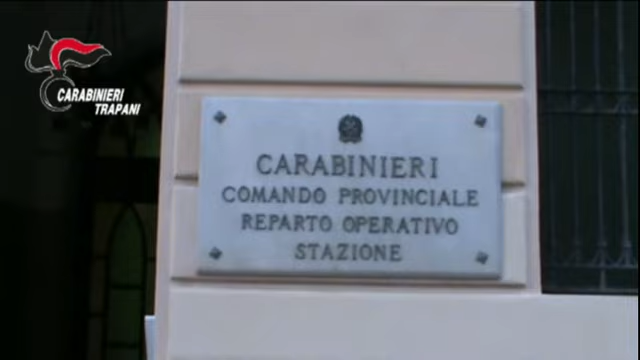 CARABINIERI
TRAPANI
CARABINIERI
COMANDO PROVINCIALE
REPARTO OPERATIVO
STAZIONE